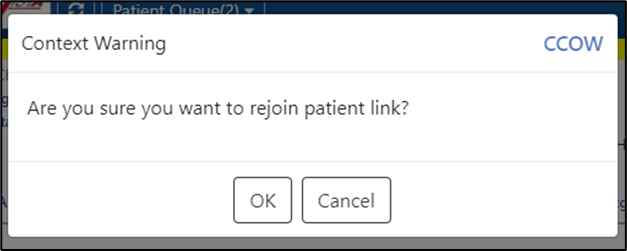 Patient Queue(2)
Context Warning CCOW
Are you sure you want to rejoin patient link?
OK Cancel